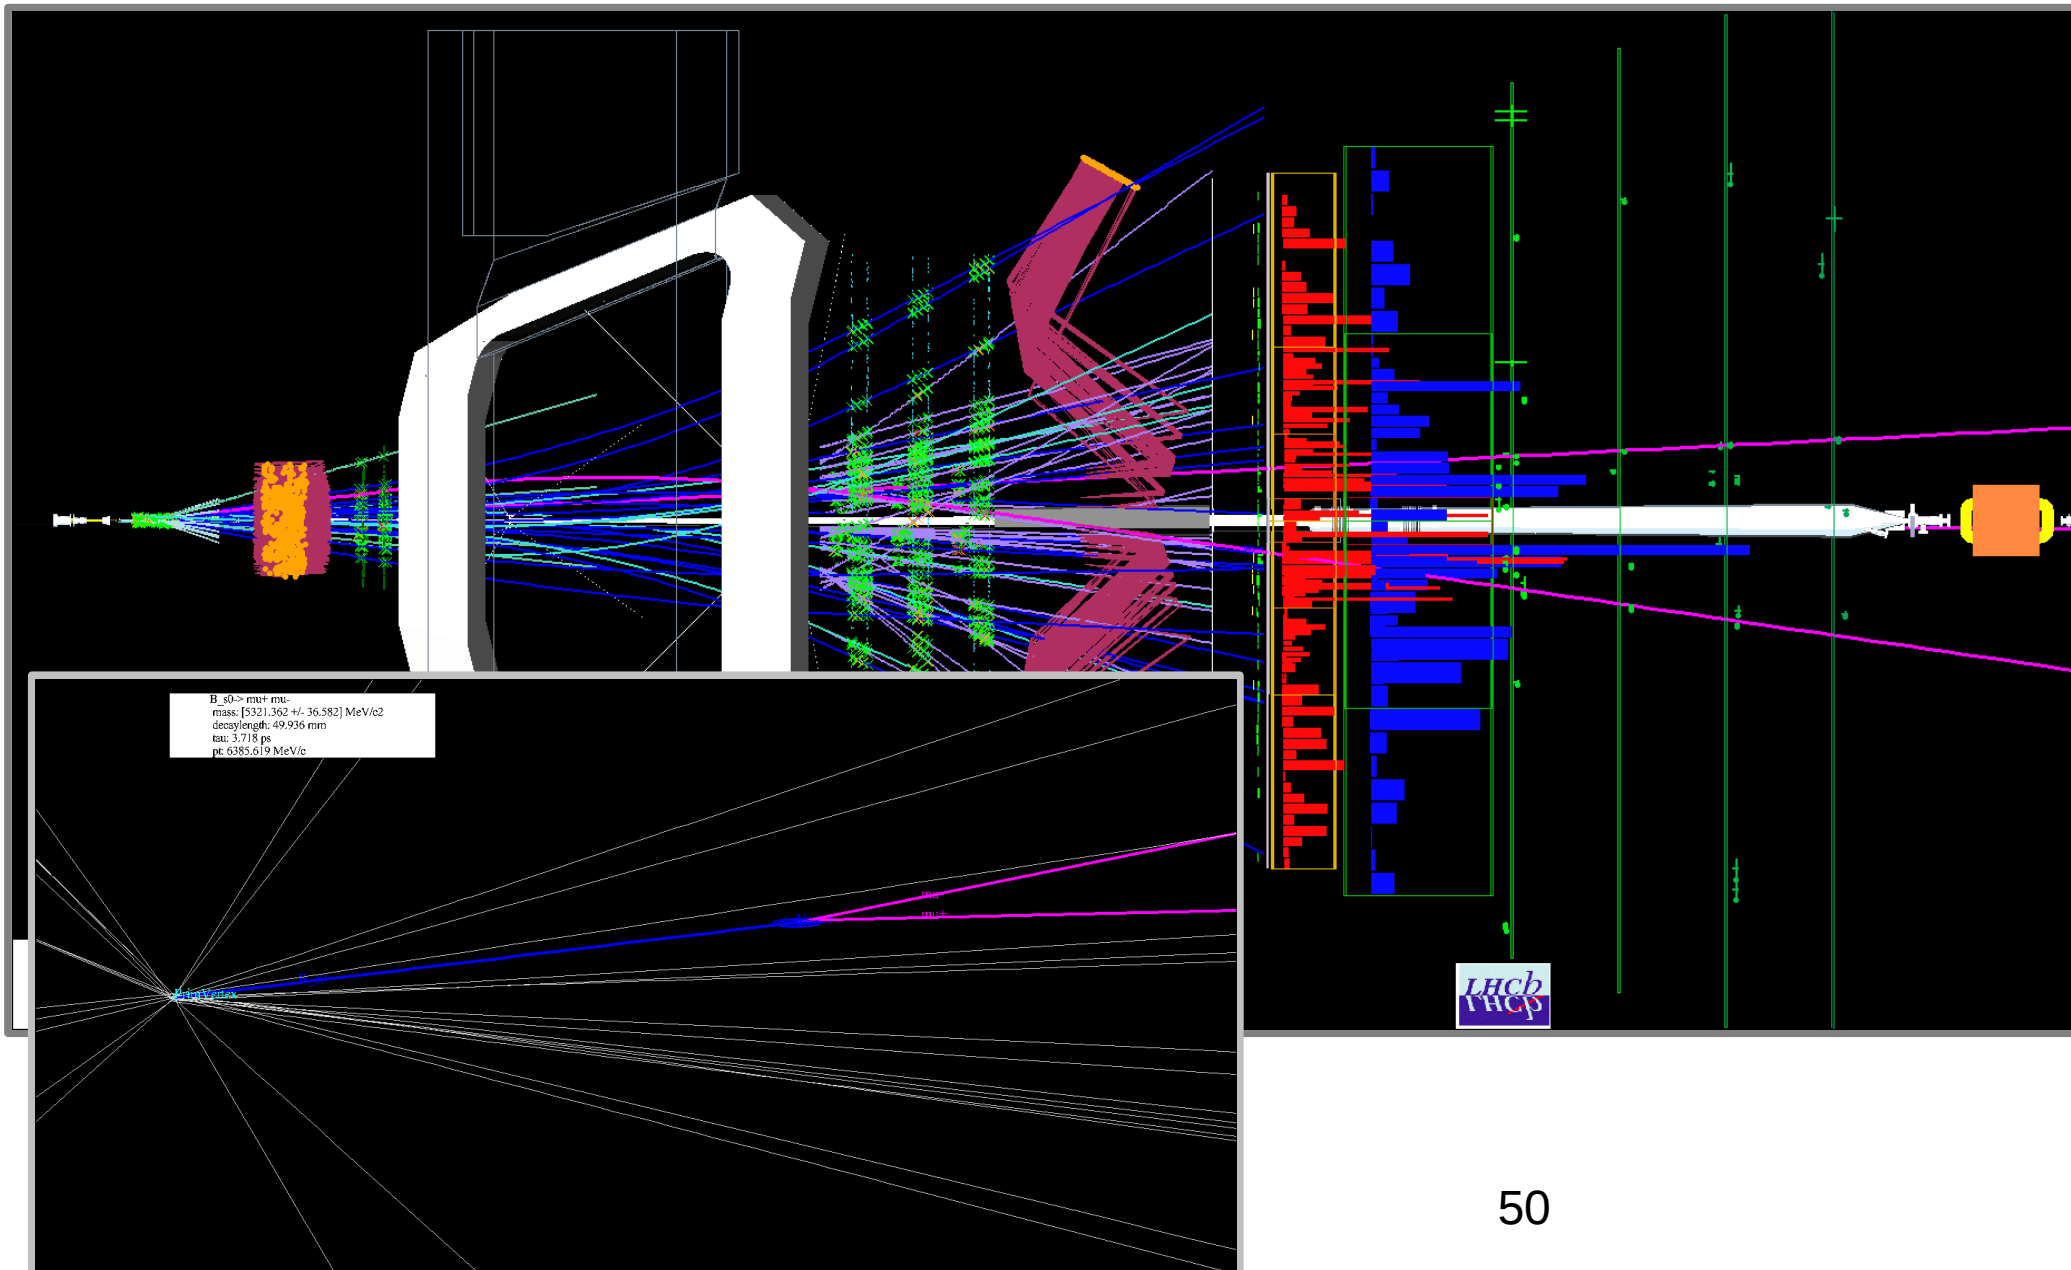 B_s0-> mu+ mu-
mass: [5321.362 +/- 36.582] MeV/c2
decaylength: 49.936 mm
tau: 3.718 ps
pt: 6385.619 MeV/c
mu-
mu+
PrimVertex
LHCb
LHCb
50